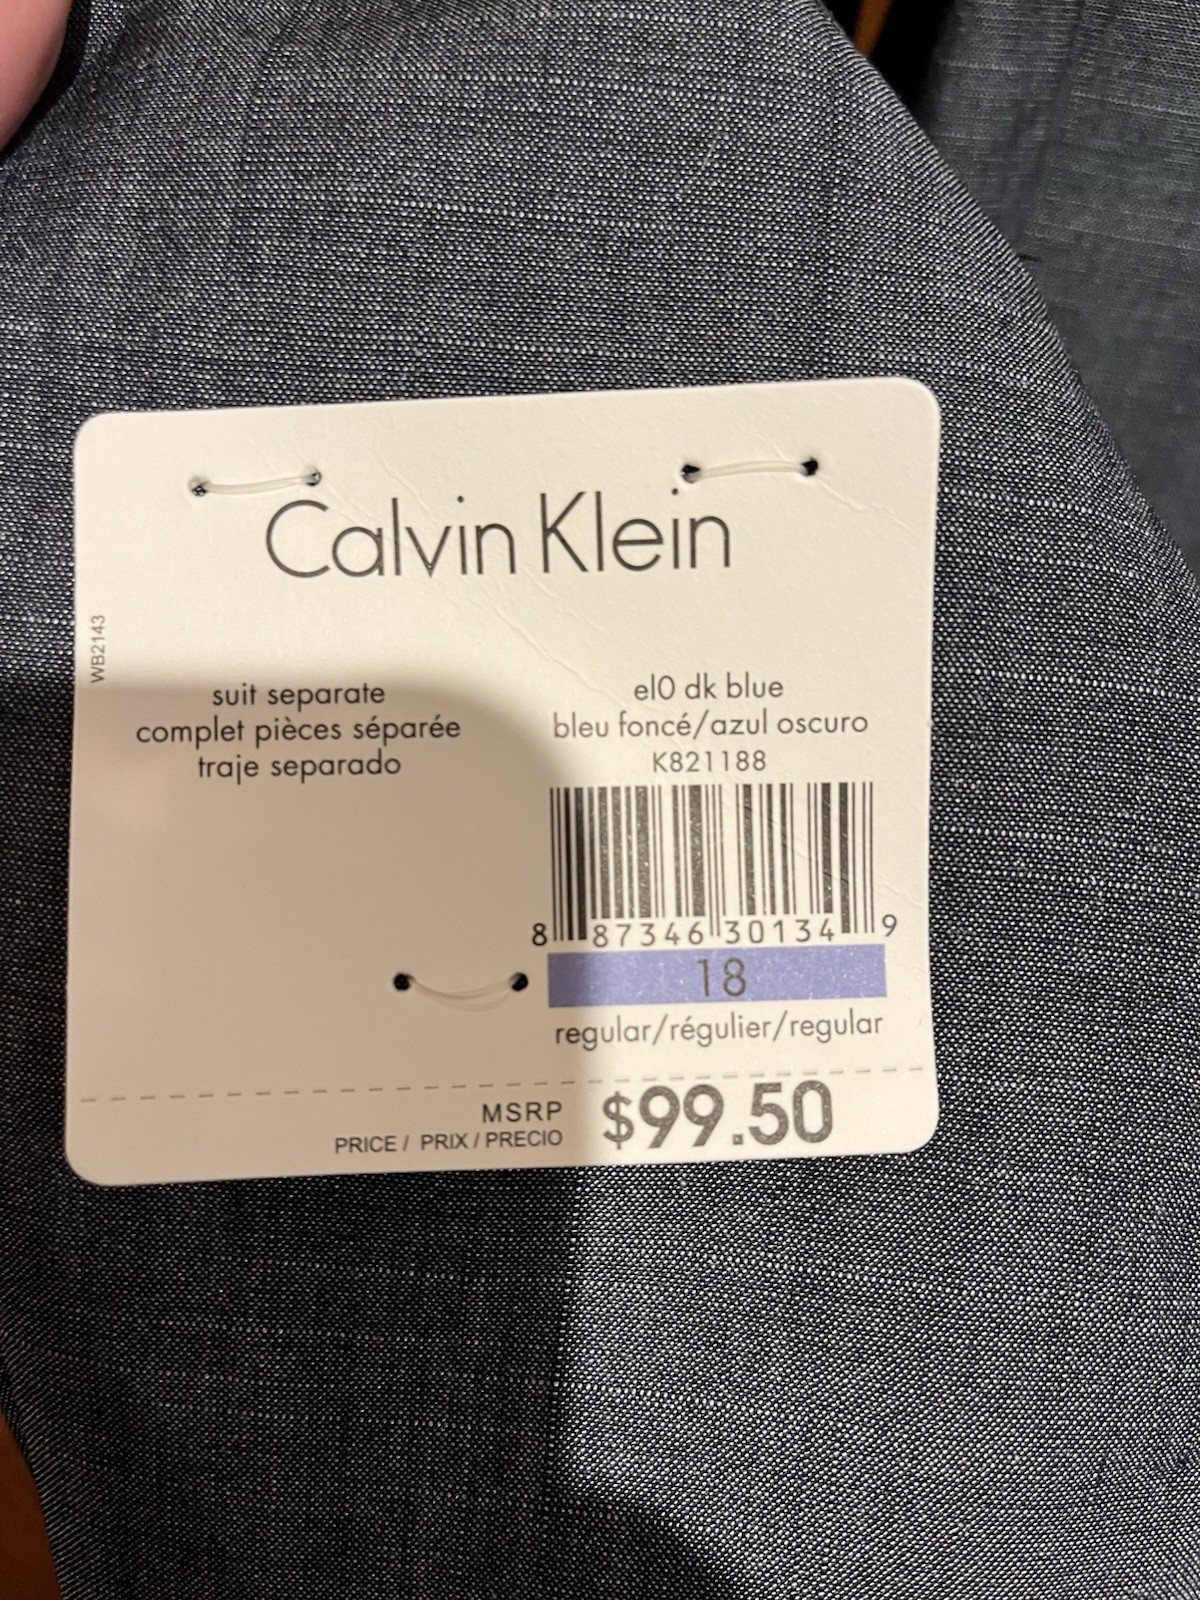 Calvin Klein
WB2143
suit separate
complet pièces séparée
traje separado
el0 dk blue
bleu foncé/azul oscuro
K821188
8 87346 30134 9
18
regular/régulier/regular
MSRP
PRICE / PRIX / PRECIO
$99.50